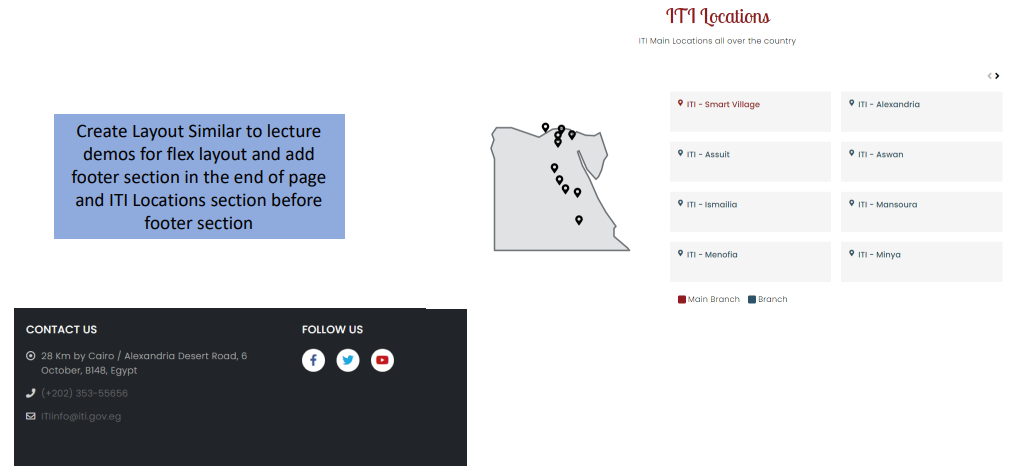 Create Layout Similar to lecture
demos for flex layout and add
footer section in the end of page
and ITI Locations section before
footer section
ITI Locations
ITI Main Locations all over the country
ITI - Smart Village
ITI - Alexandria
ITI - Assuit
ITI - Aswan
ITI - Ismailia
ITI - Mansoura
ITI - Menofia
ITI - Minya
Main Branch
Branch
CONTACT US
28 Km by Cairo / Alexandria Desert Road, 6
October, B148, Egypt
(+202) 353-55656
ITIinfo@iti.gov.eg
FOLLOW US